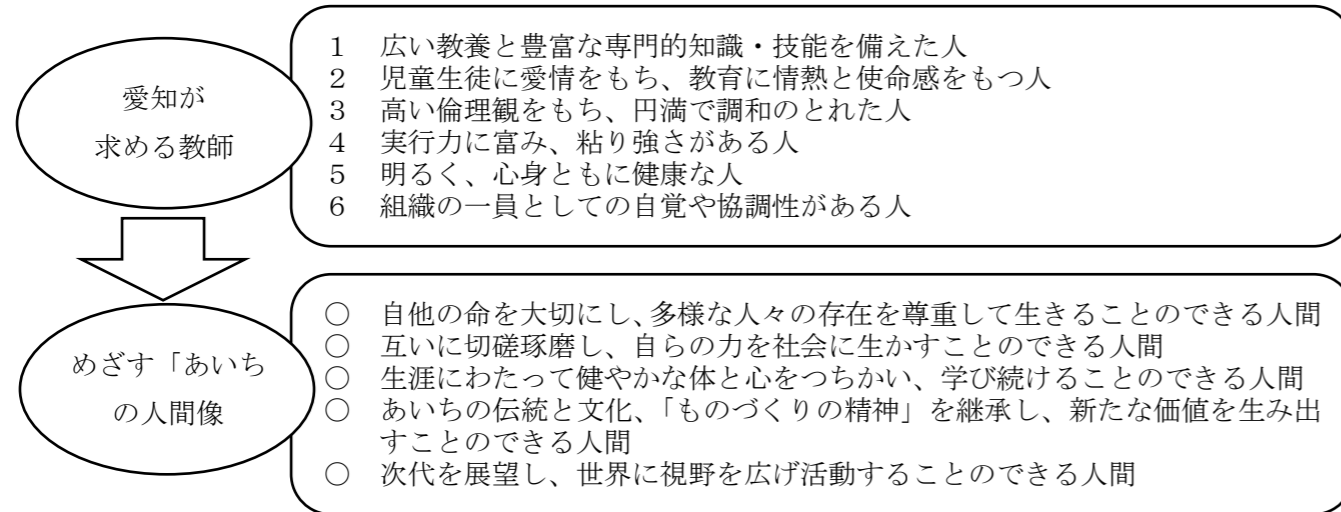 愛知が
求める教師
１　広い教養と豊富な専門的知識・技能を備えた人
２　児童生徒に愛情をもち、教育に情熱と使命感をもつ人
３　高い倫理観をもち、円満で調和のとれた人
４　実行力に富み、粘り強さがある人
５　明るく、心身ともに健康な人
６　組織の一員としての自覚や協調性がある人
めざす「あいち
の人間像
○　自他の命を大切にし、多様な人々の存在を尊重して生きることのできる人間
○　互いに切磋琢磨し、自らの力を社会に生かすことのできる人間
○　生涯にわたって健やかな体と心をつちかい、学び続けることのできる人間
○　あいちの伝統と文化、「ものづくりの精神」を継承し、新たな価値を生み出
すことのできる人間
○　次代を展望し、世界に視野を広げ活動することのできる人間